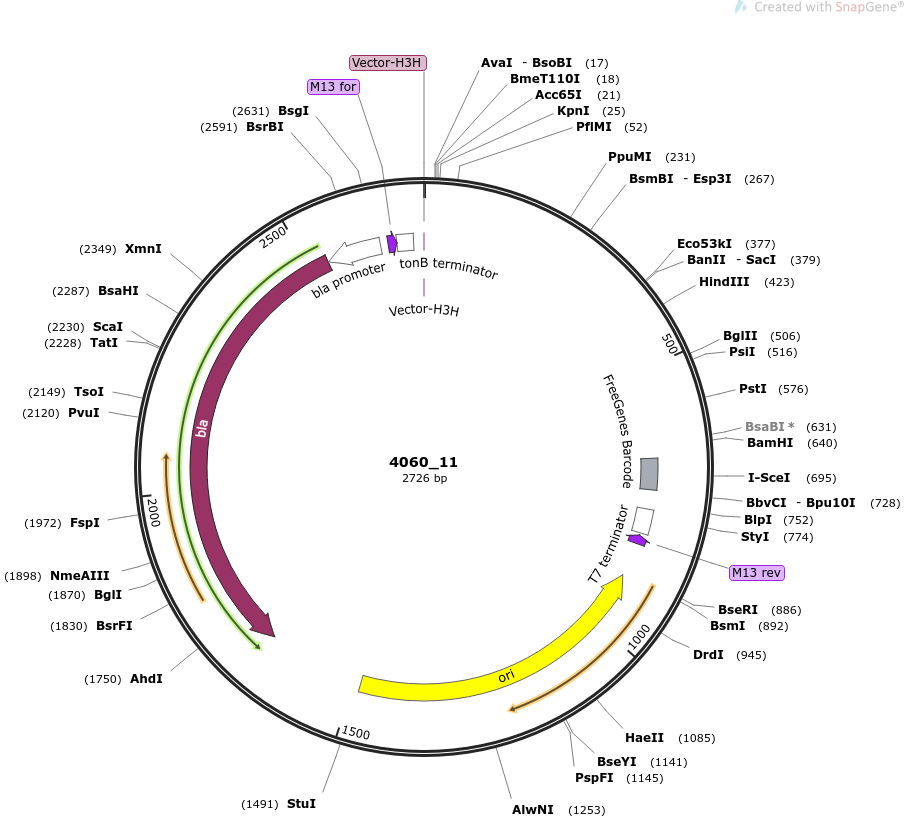 Created with SnapGene®
Vector-H3H
M13 for
AvaI - BsoBI (17)
BmeT110I (18)
Acc65I (21)
KpnI (25)
PflMI (52)
PpuMI (231)
BsmBI - Esp3I (267)
Eco53kI (377)
BanII - SacI (379)
HindIII (423)
BglII (506)
PsiI (516)
PstI (576)
BsaBI * (631)
BamHI (640)
I-SceI (695)
BbvCI - Bpu10I (728)
BlpI (752)
StyI (774)
M13 rev
BseRI (886)
BsmI (892)
DrdI (945)
HaeII (1085)
BseYI (1141)
PspFI (1145)
AlwNI (1253)
(1491) StuI
(1750) AhdI
(1830) BsrFI
(1870) BglI
(1898) NmeAIII
(1972) FspI
(2120) PvuI
(2149) TsoI
(2228) TatI
(2230) ScaI
(2287) BsaHI
(2349) XmnI
(2591) BsrBI
(2631) BsgI
500
1000
1500
2000
2500
bla promoter
tonB terminator
Vector-H3H
FreeGenes Barcode
T7 terminator
ori
bla
4060_11
2726 bp